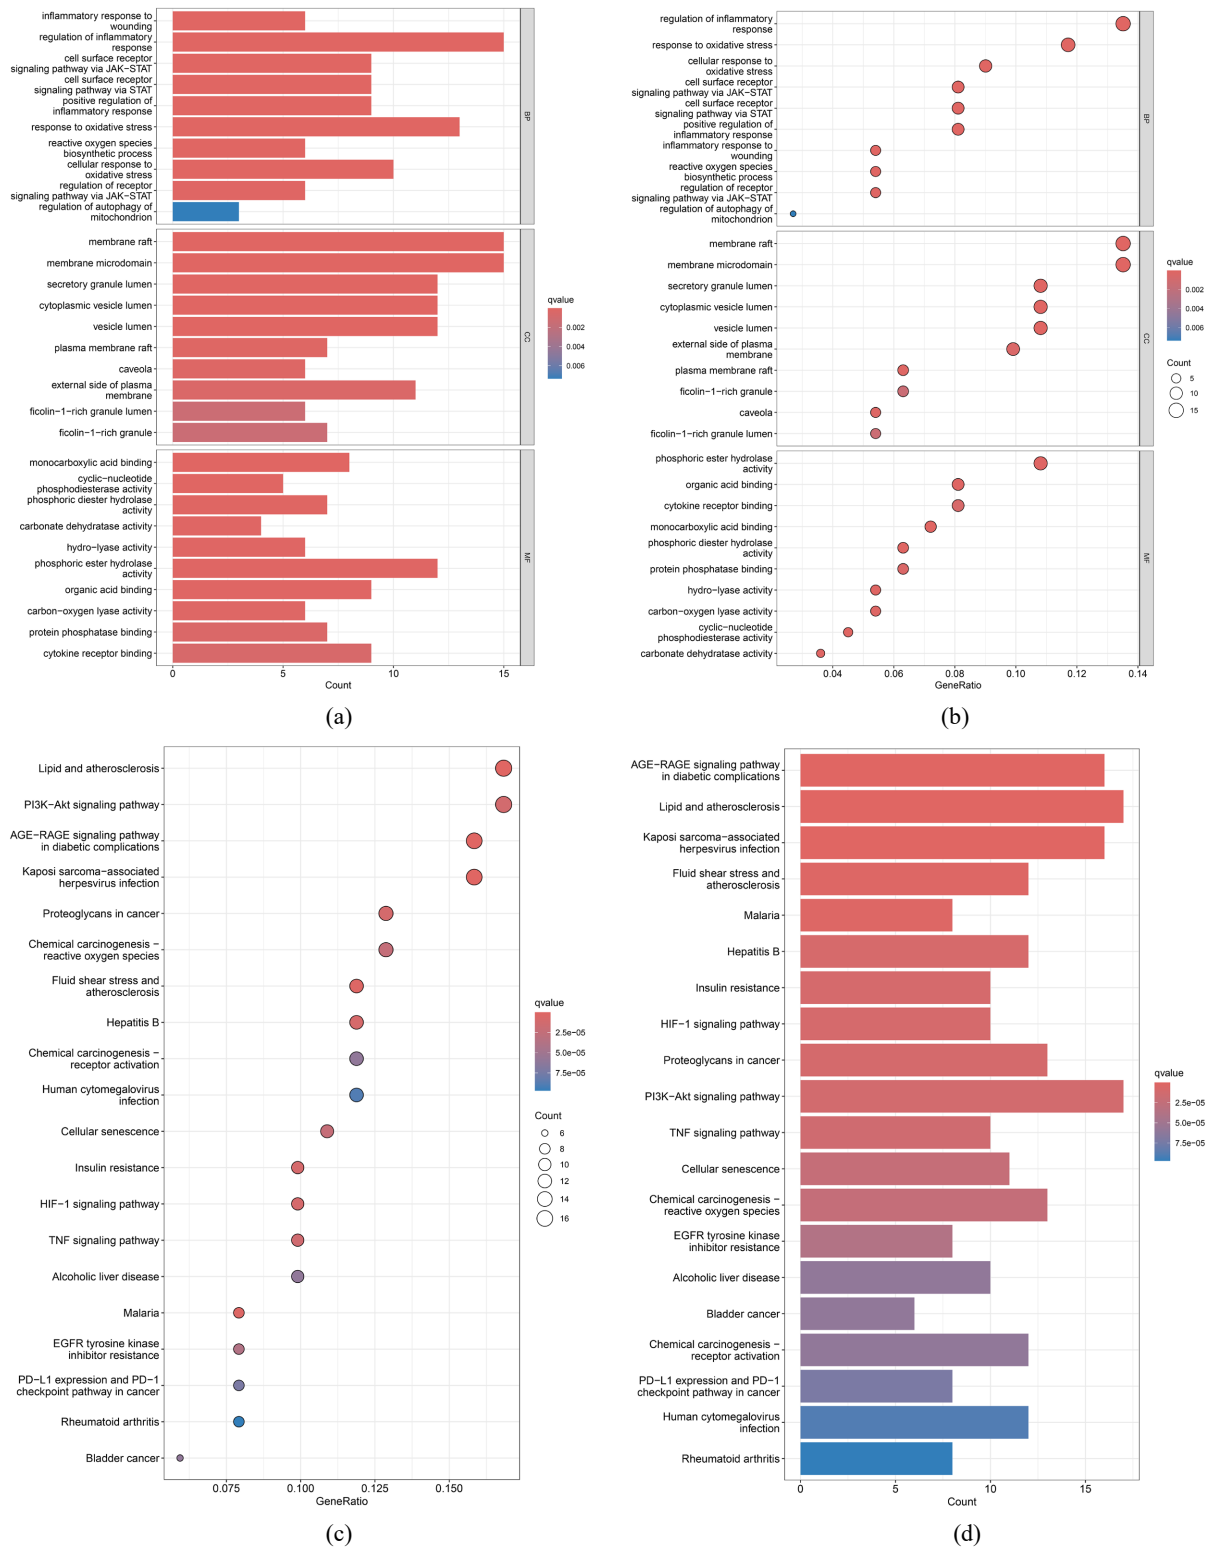 inflammatory response to
wounding
regulation of inflammatory
response
cell surface receptor
signaling pathway via JAK−STAT
cell surface receptor
signaling pathway via STAT
positive regulation of
inflammatory response
response to oxidative stress
reactive oxygen species
biosynthetic process
cellular response to
oxidative stress
regulation of receptor
signaling pathway via JAK−STAT
regulation of autophagy of
mitochondrion
BP
membrane raft
membrane microdomain
secretory granule lumen
cytoplasmic vesicle lumen
vesicle lumen
plasma membrane raft
caveola
external side of plasma
membrane
ficolin−1−rich granule lumen
ficolin−1−rich granule
CC
monocarboxylic acid binding
cyclic−nucleotide
phosphodiesterase activity
phosphoric diester hydrolase
activity
carbonate dehydratase activity
hydro−lyase activity
phosphoric ester hydrolase
activity
organic acid binding
carbon−oxygen lyase activity
protein phosphatase binding
cytokine receptor binding
MF
0 5 10 15
Count
qvalue
0.002
0.004
0.006
(a)
regulation of inflammatory
response
response to oxidative stress
cellular response to
oxidative stress
cell surface receptor
signaling pathway via JAK−STAT
cell surface receptor
signaling pathway via STAT
positive regulation of
inflammatory response
inflammatory response to
wounding
reactive oxygen species
biosynthetic process
regulation of receptor
signaling pathway via JAK−STAT
regulation of autophagy of
mitochondrion
BP
membrane raft
membrane microdomain
secretory granule lumen
cytoplasmic vesicle lumen
vesicle lumen
external side of plasma
membrane
plasma membrane raft
ficolin−1−rich granule
caveola
ficolin−1−rich granule lumen
CC
phosphoric ester hydrolase
activity
organic acid binding
cytokine receptor binding
monocarboxylic acid binding
phosphoric diester hydrolase
activity
protein phosphatase binding
hydro−lyase activity
carbon−oxygen lyase activity
cyclic−nucleotide
phosphodiesterase activity
carbonate dehydratase activity
MF
0.04 0.06 0.08 0.10 0.12 0.14
GeneRatio
qvalue
0.002
0.004
0.006
Count
5
10
15
(b)
Lipid and atherosclerosis
PI3K−Akt signaling pathway
AGE−RAGE signaling pathway
in diabetic complications
Kaposi sarcoma−associated
herpesvirus infection
Proteoglycans in cancer
Chemical carcinogenesis −
reactive oxygen species
Fluid shear stress and
atherosclerosis
Hepatitis B
Chemical carcinogenesis −
receptor activation
Human cytomegalovirus
infection
Cellular senescence
Insulin resistance
HIF−1 signaling pathway
TNF signaling pathway
Alcoholic liver disease
Malaria
EGFR tyrosine kinase
inhibitor resistance
PD−L1 expression and PD−1
checkpoint pathway in cancer
Rheumatoid arthritis
Bladder cancer
0.075 0.100 0.125 0.150
GeneRatio
qvalue
2.5e−05
5.0e−05
7.5e−05
Count
6
8
10
12
14
16
(c)
AGE−RAGE signaling pathway
in diabetic complications
Lipid and atherosclerosis
Kaposi sarcoma−associated
herpesvirus infection
Fluid shear stress and
atherosclerosis
Malaria
Hepatitis B
Insulin resistance
HIF−1 signaling pathway
Proteoglycans in cancer
PI3K−Akt signaling pathway
TNF signaling pathway
Cellular senescence
Chemical carcinogenesis −
reactive oxygen species
EGFR tyrosine kinase
inhibitor resistance
Alcoholic liver disease
Bladder cancer
Chemical carcinogenesis −
receptor activation
PD−L1 expression and PD−1
checkpoint pathway in cancer
Human cytomegalovirus
infection
Rheumatoid arthritis
0 5 10 15
Count
qvalue
2.5e−05
5.0e−05
7.5e−05
(d)